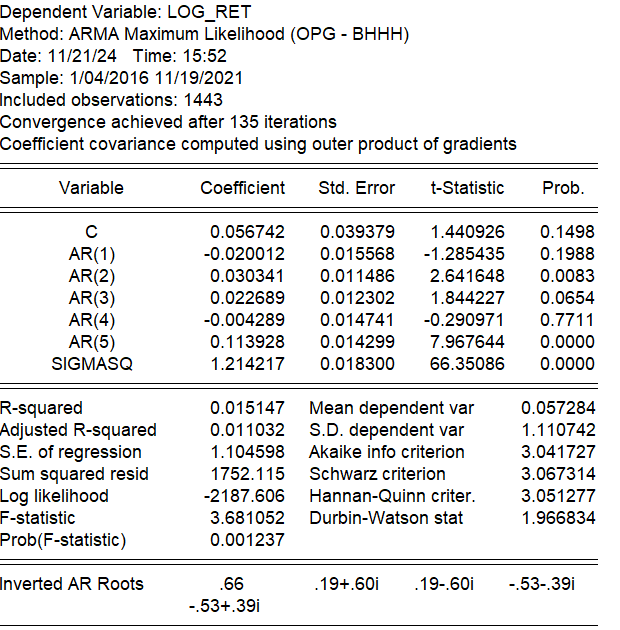 Dependent Variable: LOG_RET
Method: ARMA Maximum Likelihood (OPG - BHHH)
Date: 11/21/24 Time: 15:52
Sample: 1/04/2016 11/19/2021
Included observations: 1443
Convergence achieved after 135 iterations
Coefficient covariance computed using outer product of gradients
Variable Coefficient Std. Error t-Statistic Prob.
C 0.056742 0.039379 1.440926 0.1498
AR(1) -0.020012 0.015568 -1.285435 0.1988
AR(2) 0.030341 0.011486 2.641648 0.0083
AR(3) 0.022689 0.012302 1.844227 0.0654
AR(4) -0.004289 0.014741 -0.290971 0.7711
AR(5) 0.113928 0.014299 7.967644 0.0000
SIGMASQ 1.214217 0.018300 66.35086 0.0000
R-squared 0.015147 Mean dependent var 0.057284
Adjusted R-squared 0.011032 S.D. dependent var 1.110742
S.E. of regression 1.104598 Akaike info criterion 3.041727
Sum squared resid 1752.115 Schwarz criterion 3.067314
Log likelihood -2187.606 Hannan-Quinn criter. 3.051277
F-statistic 3.681052 Durbin-Watson stat 1.966834
Prob(F-statistic) 0.001237
Inverted AR Roots .66 .19+.60i .19-.60i -.53-.39i
-.53+.39i